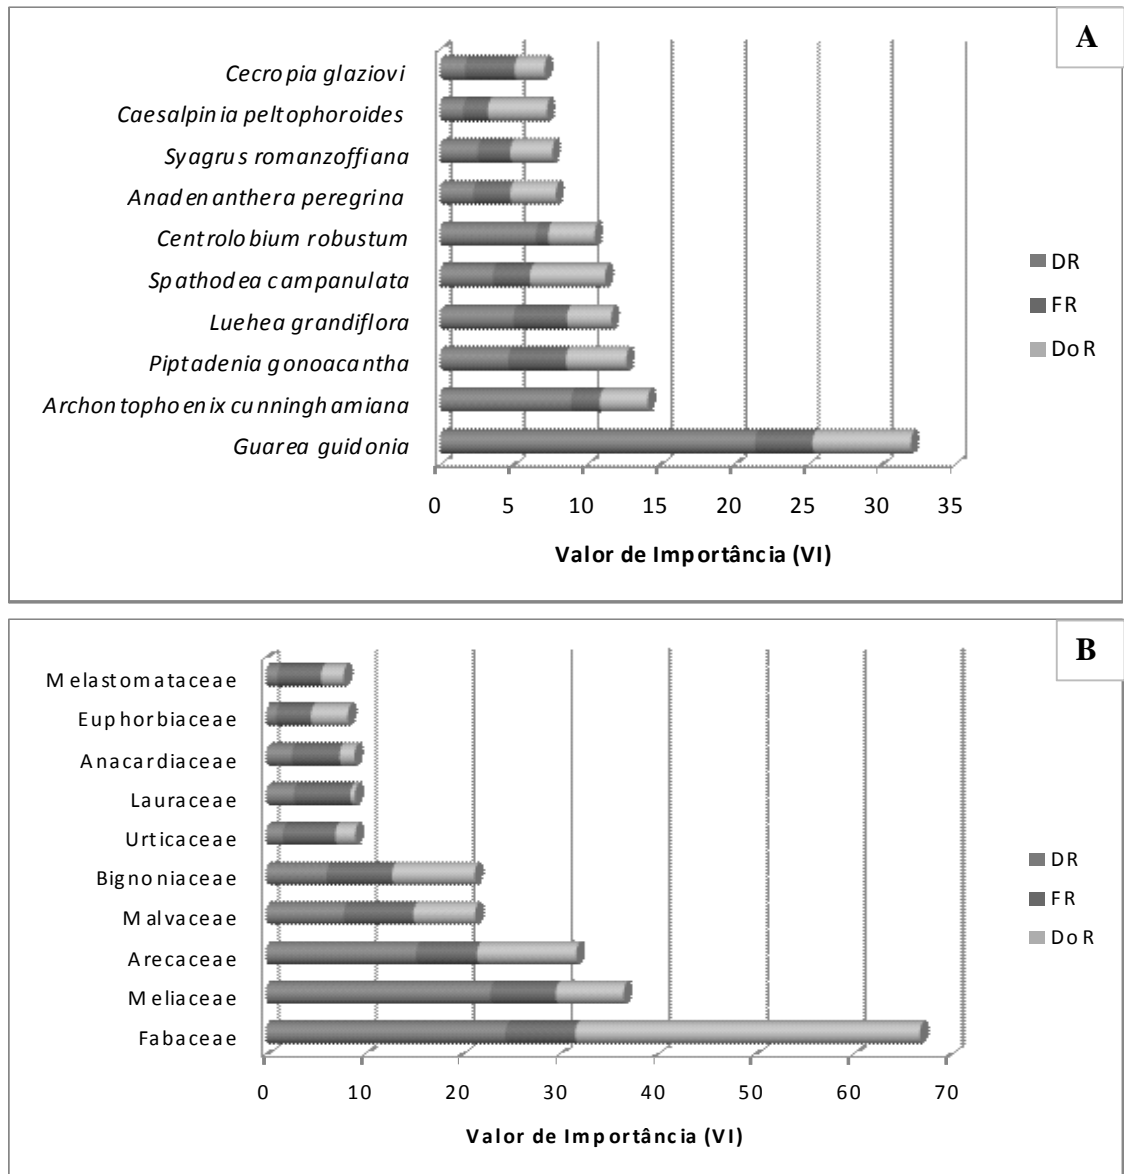 A
Cecropia glaziovi
Caesalpinia peltophoroides
Syagrus romanzoffiana
Anadenanthera peregrina
Centrolobium robustum
Spathodea campanulata
Luehea grandiflora
Piptadenia gonoacantha
Archontophoenix cunninghamiana
Guarea guidonia
DR
FR
DoR
0 5 10 15 20 25 30 35
Valor de Importância (VI)
B
Melastomataceae
Euphorbiaceae
Anacardiaceae
Lauraceae
Urticaceae
Bignoniaceae
Malvaceae
Arecaceae
Meliaceae
Fabaceae
DR
FR
DoR
0 10 20 30 40 50 60 70
Valor de Importância (VI)